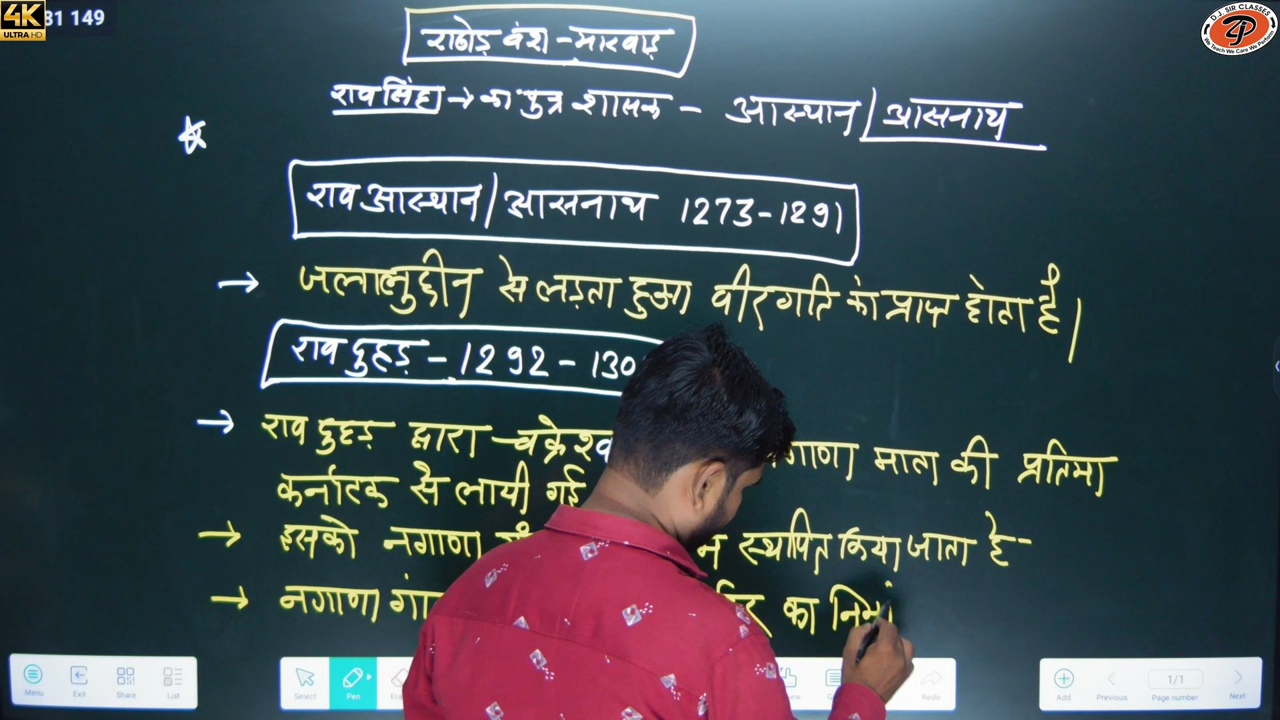 4K
ULTRA HD
31 149
D.J. SIR CLASSES
We Teach We Care We Perform
राठोड़ वंश - मारवाड़
राव सिंहा → का पुत्र शासक - आस्थान / आसनाथ
राव आस्थान / आसनाथ 1273-1291
→ जलालुद्दीन से लड़ता हुआ वीरगति को प्राप्त होता है।
राव दुहड़ - 1292 - 130
→ राव दुहड़ द्वारा - चक्रेश्व माता की प्रतिमा
कर्नाटक से लायी गई
→ इसको नगाणा न स्थापित किया जाता है -
→ नगाणा गां का निर्म
Menu Exit Share List Select Pen Redo Add Previous 1/1 Page number Next